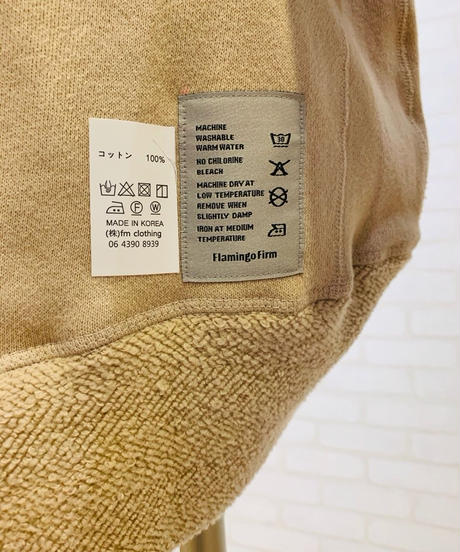 コットン 100%
F W
MADE IN KOREA
(株)fm clothing
06 4390 8939
MACHINE
WASHABLE
WARM WATER
30
NO CHLORINE
BLEACH
MACHINE DRY AT
LOW TEMPERATURE
REMOVE WHEN
SLIGHTLY DAMP
IRON AT MEDIUM
TEMPERATURE
Flamingo Firm